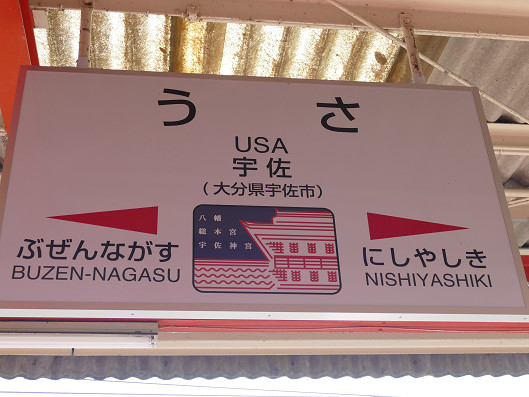 うさ
USA
宇佐
(大分県宇佐市)
八幡
総本宮
宇佐神宮
ぶぜんながす
BUZEN-NAGASU
にしやしき
NISHIYASHIKI